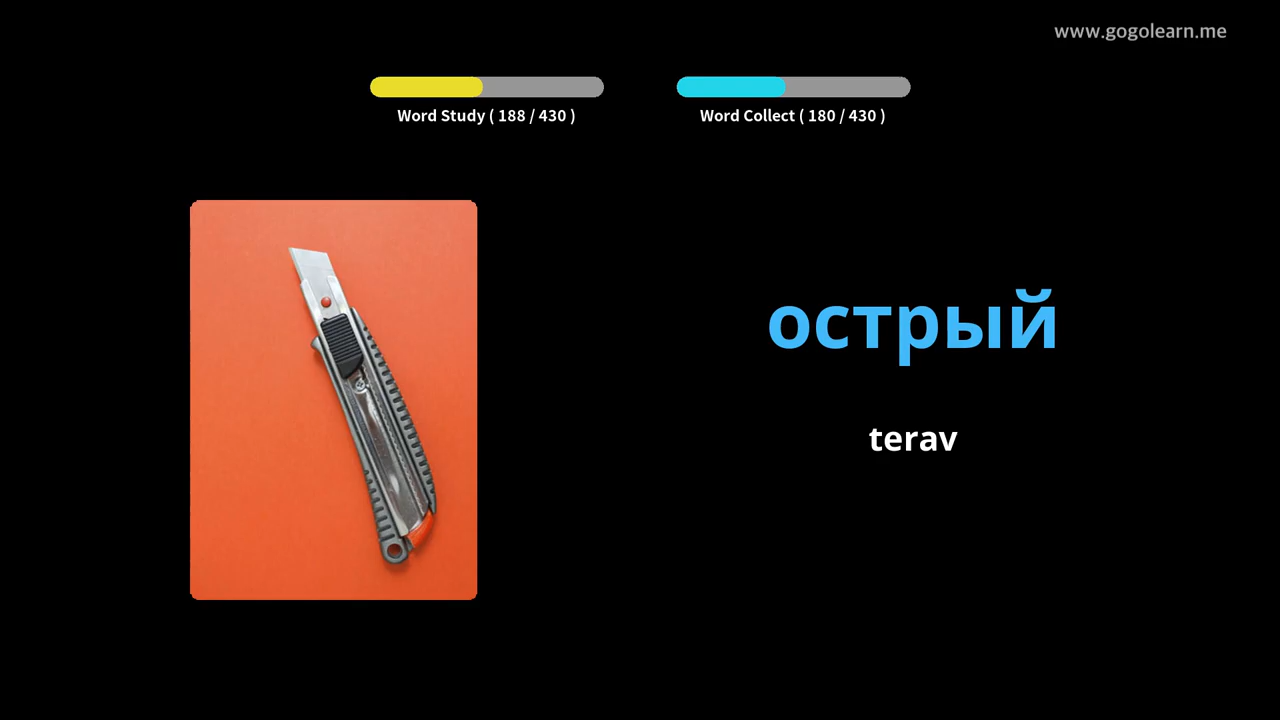 www.gogolearn.me
Word Study ( 188 / 430 )
Word Collect ( 180 / 430 )
острый
terav